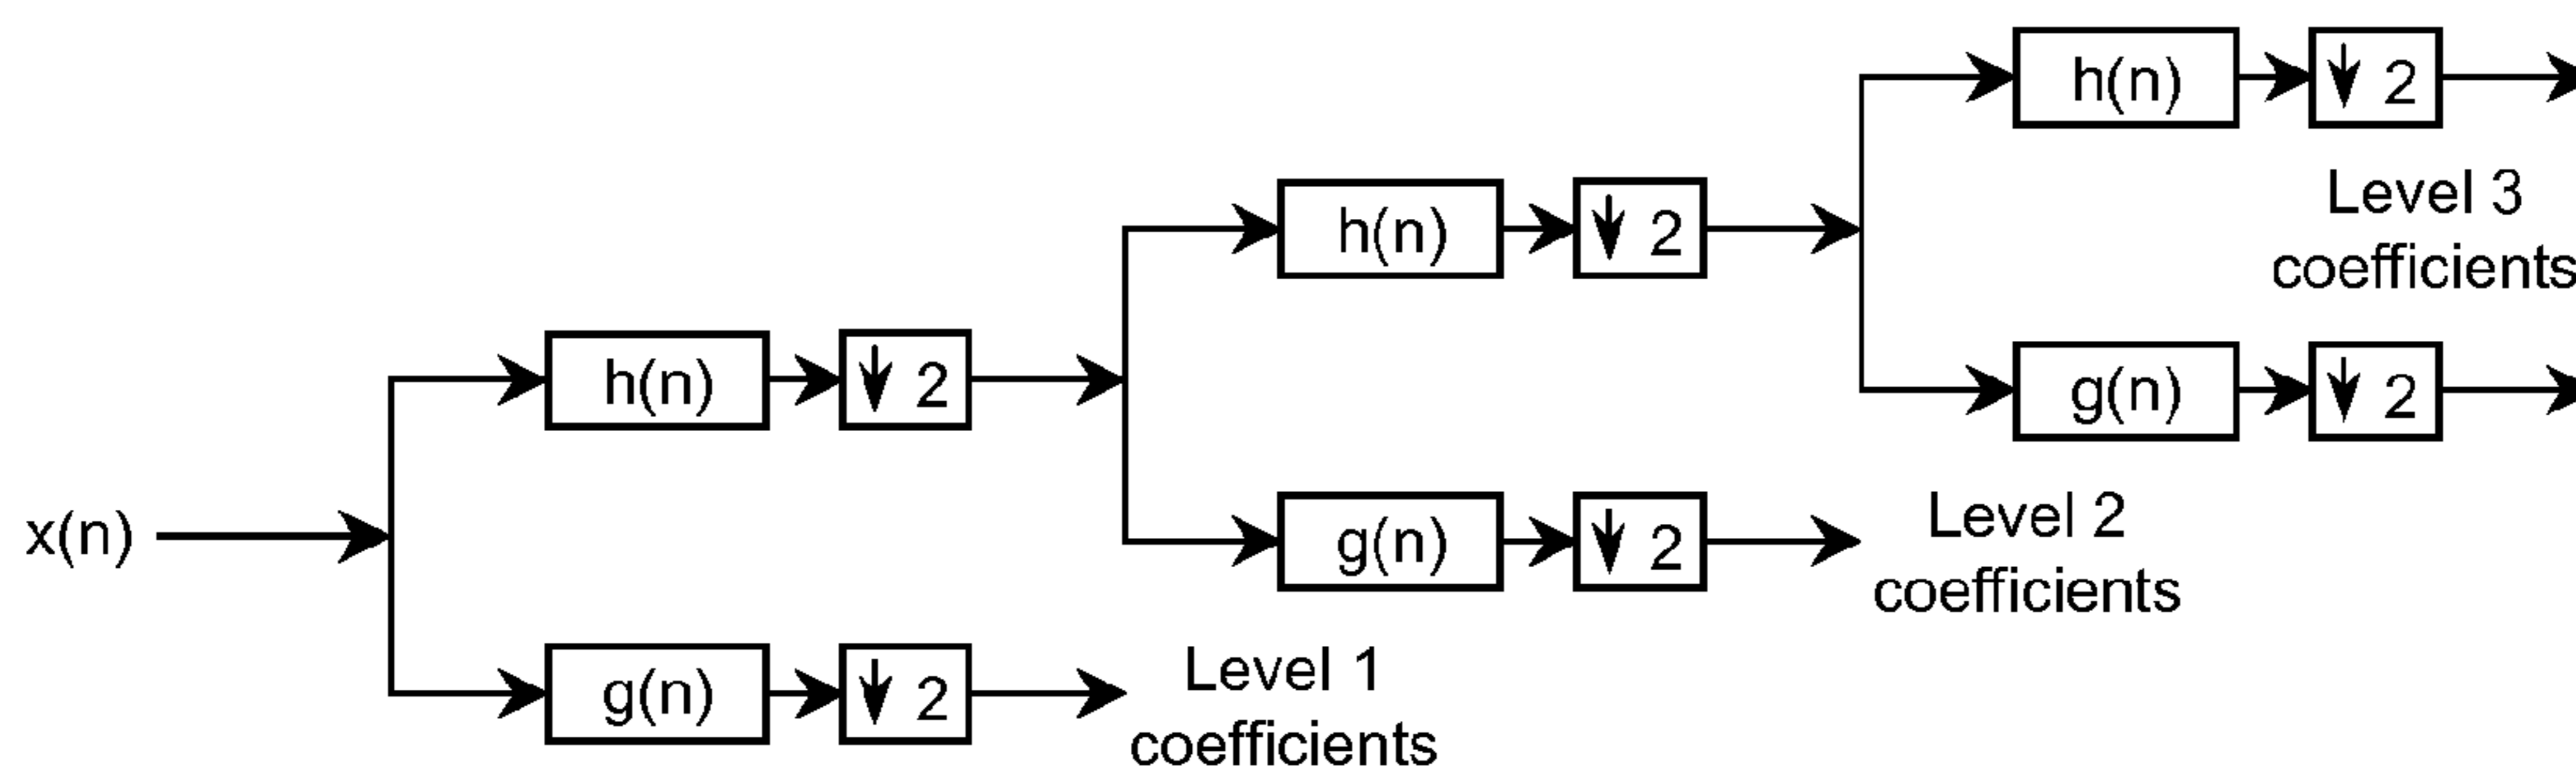 h(n) ↓ 2
Level 3
coefficients
h(n) ↓ 2
g(n) ↓ 2
h(n) ↓ 2
g(n) ↓ 2
Level 2
coefficients
x(n)
g(n) ↓ 2
Level 1
coefficients